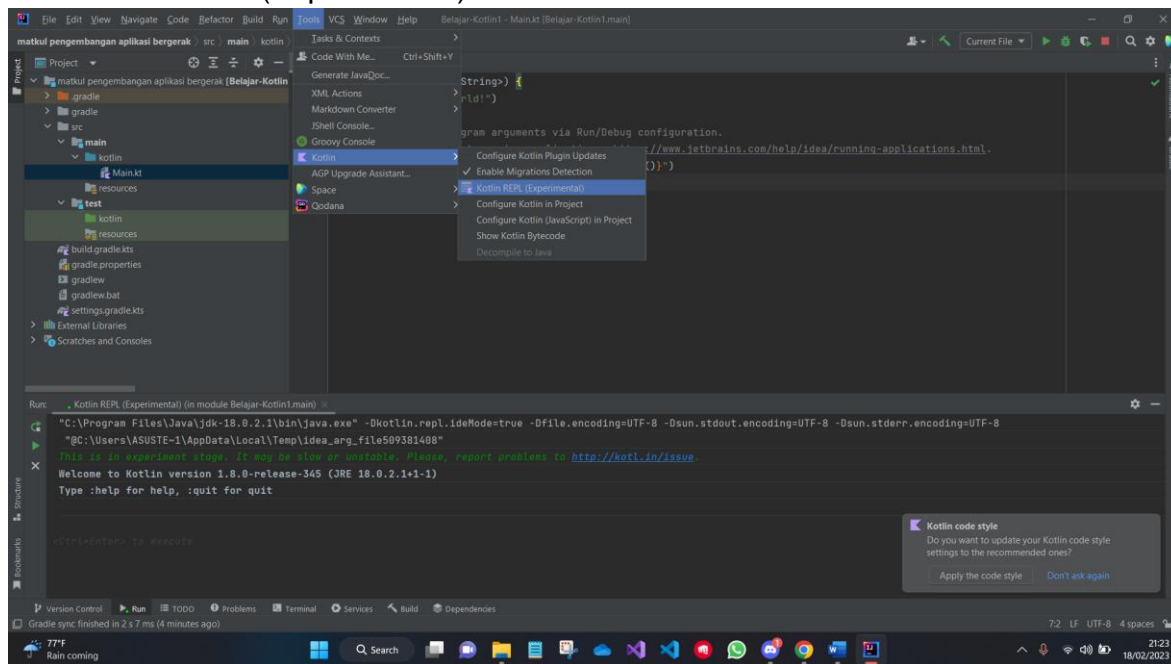 File Edit View Navigate Code Refactor Build Run Tools VCS Window Help Belajar-Kotlin1 - Main.kt [Belajar-Kotlin1.main]
matkul pengembangan aplikasi bergerak src main kotlin
Current File
Project
Project
matkul pengembangan aplikasi bergerak [Belajar-Kotlin
.gradle
gradle
src
main
kotlin
Main.kt
resources
test
kotlin
resources
build.gradle.kts
gradle.properties
gradlew
gradlew.bat
settings.gradle.kts
External Libraries
Scratches and Consoles
Tasks & Contexts
Code With Me... Ctrl+Shift+Y
Generate JavaDoc...
XML Actions
Markdown Converter
JShell Console...
Groovy Console
Kotlin
AGP Upgrade Assistant...
Space
Qodana
Configure Kotlin Plugin Updates
Enable Migrations Detection
Kotlin REPL (Experimental)
Configure Kotlin in Project
Configure Kotlin (JavaScript) in Project
Show Kotlin Bytecode
Decompile to Java
String>) {
rld!")
gram arguments via Run/Debug configuration.
//www.jetbrains.com/help/idea/running-applications.html.
()}")
Run: Kotlin REPL (Experimental) (in module Belajar-Kotlin1.main)
"C:\Program Files\Java\jdk-18.0.2.1\bin\java.exe" -Dkotlin.repl.ideMode=true -Dfile.encoding=UTF-8 -Dsun.stdout.encoding=UTF-8 -Dsun.stderr.encoding=UTF-8
"@C:\Users\ASUSTE~1\AppData\Local\Temp\idea_arg_file509381408"
This is in experiment stage. It may be slow or unstable. Please, report problems to http://kotl.in/issue.
Welcome to Kotlin version 1.8.0-release-345 (JRE 18.0.2.1+1-1)
Type :help for help, :quit for quit
<Ctrl+Enter> to execute
Structure
Bookmarks
Kotlin code style
Do you want to update your Kotlin code style
settings to the recommended ones?
Apply the code style Don't ask again
Version Control Run TODO Problems Terminal Services Build Dependencies
Gradle sync finished in 2 s 7 ms (4 minutes ago) 7:2 LF UTF-8 4 spaces
77°F
Rain coming
Search
21:23
18/02/2023